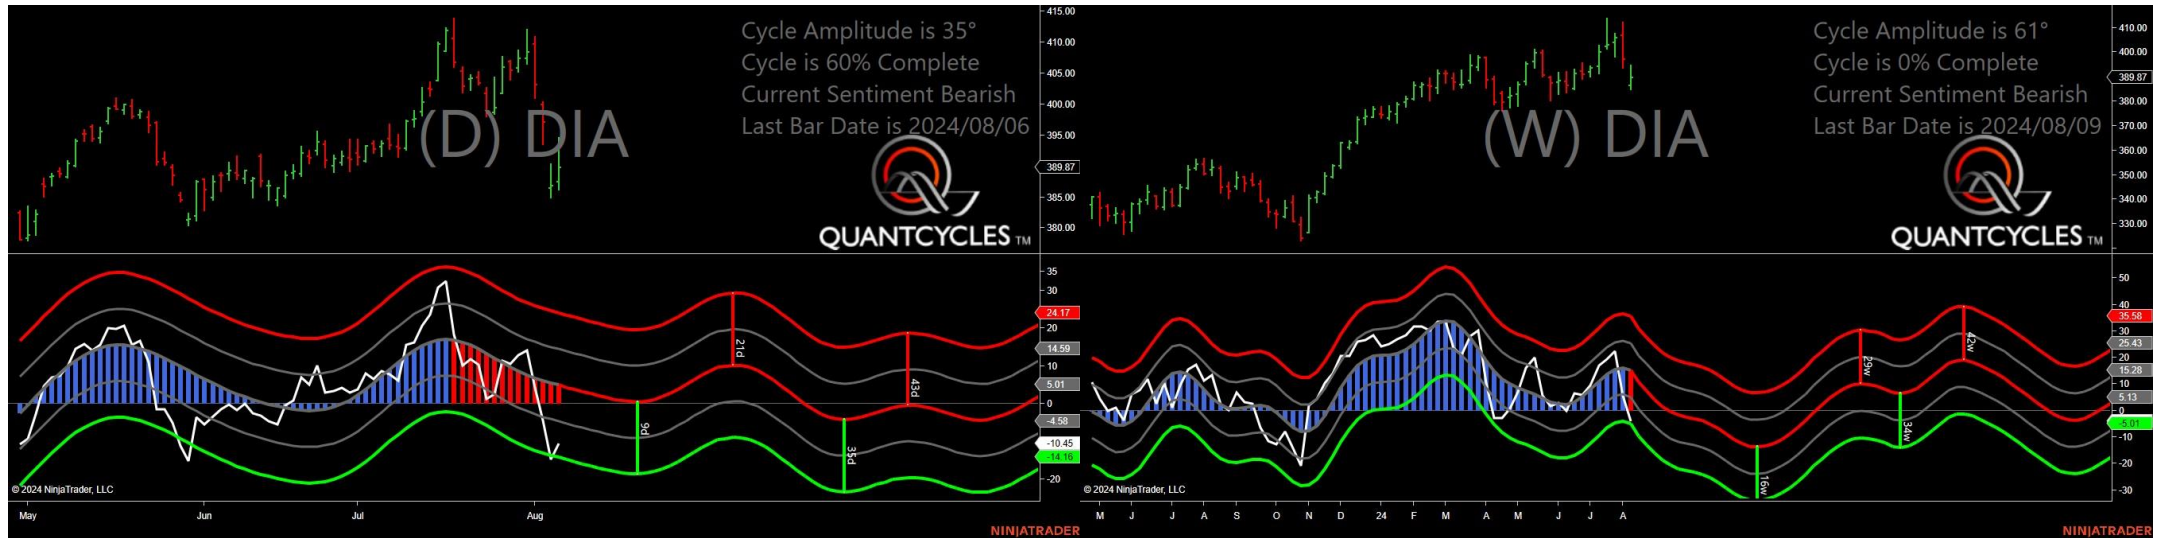 Cycle Amplitude is 35°
Cycle is 60% Complete
Current Sentiment Bearish
Last Bar Date is 2024/08/06
(D) DIA
QUANTCYCLES TM
415.00
410.00
405.00
400.00
395.00
389.87
385.00
380.00
35
30
24.17
20
14.59
10
5.01
0
-4.58
-10.45
-14.16
-20
9d
21d
35d
43d
© 2024 NinjaTrader, LLC
May Jun Jul Aug
NINJATRADER
Cycle Amplitude is 61°
Cycle is 0% Complete
Current Sentiment Bearish
Last Bar Date is 2024/08/09
(W) DIA
QUANTCYCLES TM
410.00
400.00
389.87
380.00
370.00
360.00
350.00
340.00
330.00
50
40
35.58
30
25.43
20
15.28
10
5.13
0
-5.01
-10
-20
-30
16w
29w
34w
42w
© 2024 NinjaTrader, LLC
M J J A S O N D 24 F M A M J J A
NINJATRADER